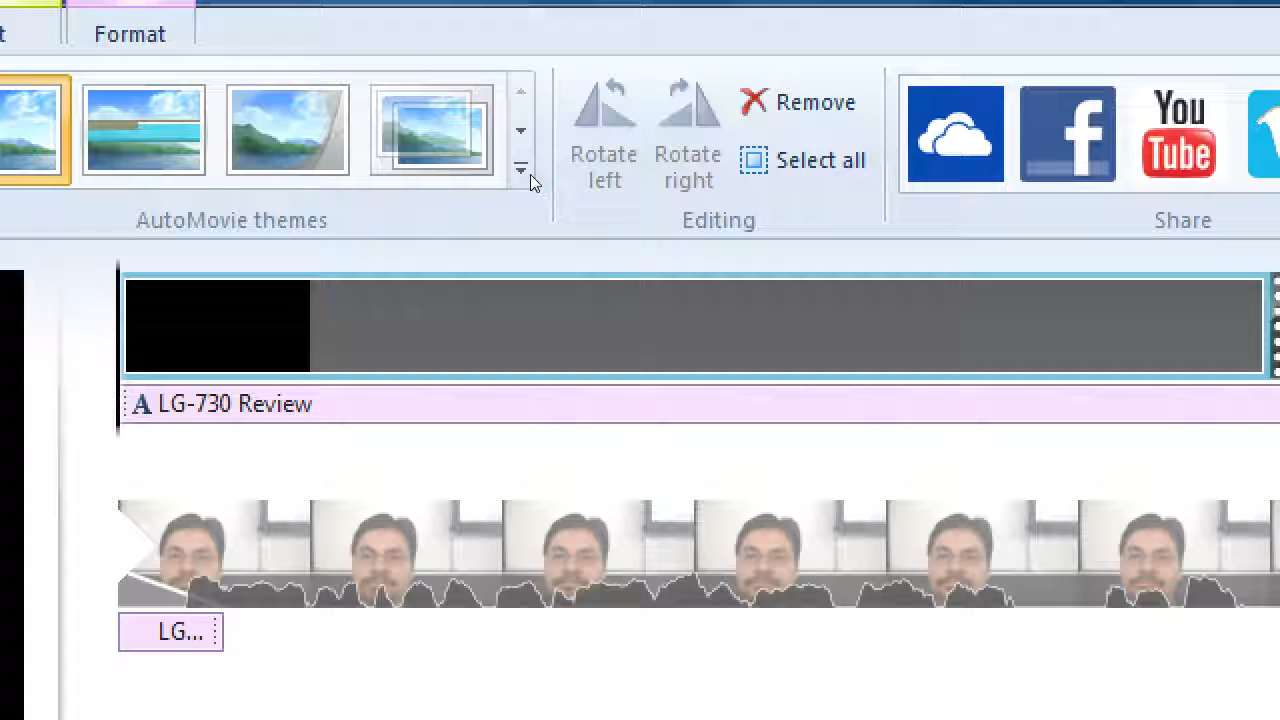 t
Format
Rotate
left
Rotate
right
Remove
Select all
You
Tube
f
AutoMovie themes
Editing
Share
A LG-730 Review
LG...